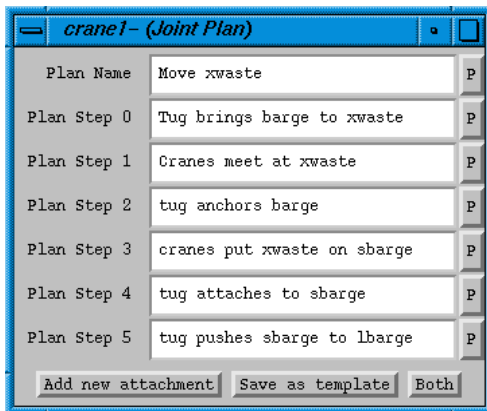 crane1- (Joint Plan)
Plan Name Move xwaste P
Plan Step 0 Tug brings barge to xwaste P
Plan Step 1 Cranes meet at xwaste P
Plan Step 2 tug anchors barge P
Plan Step 3 cranes put xwaste on sbarge P
Plan Step 4 tug attaches to sbarge P
Plan Step 5 tug pushes sbarge to lbarge P
Add new attachment Save as template Both